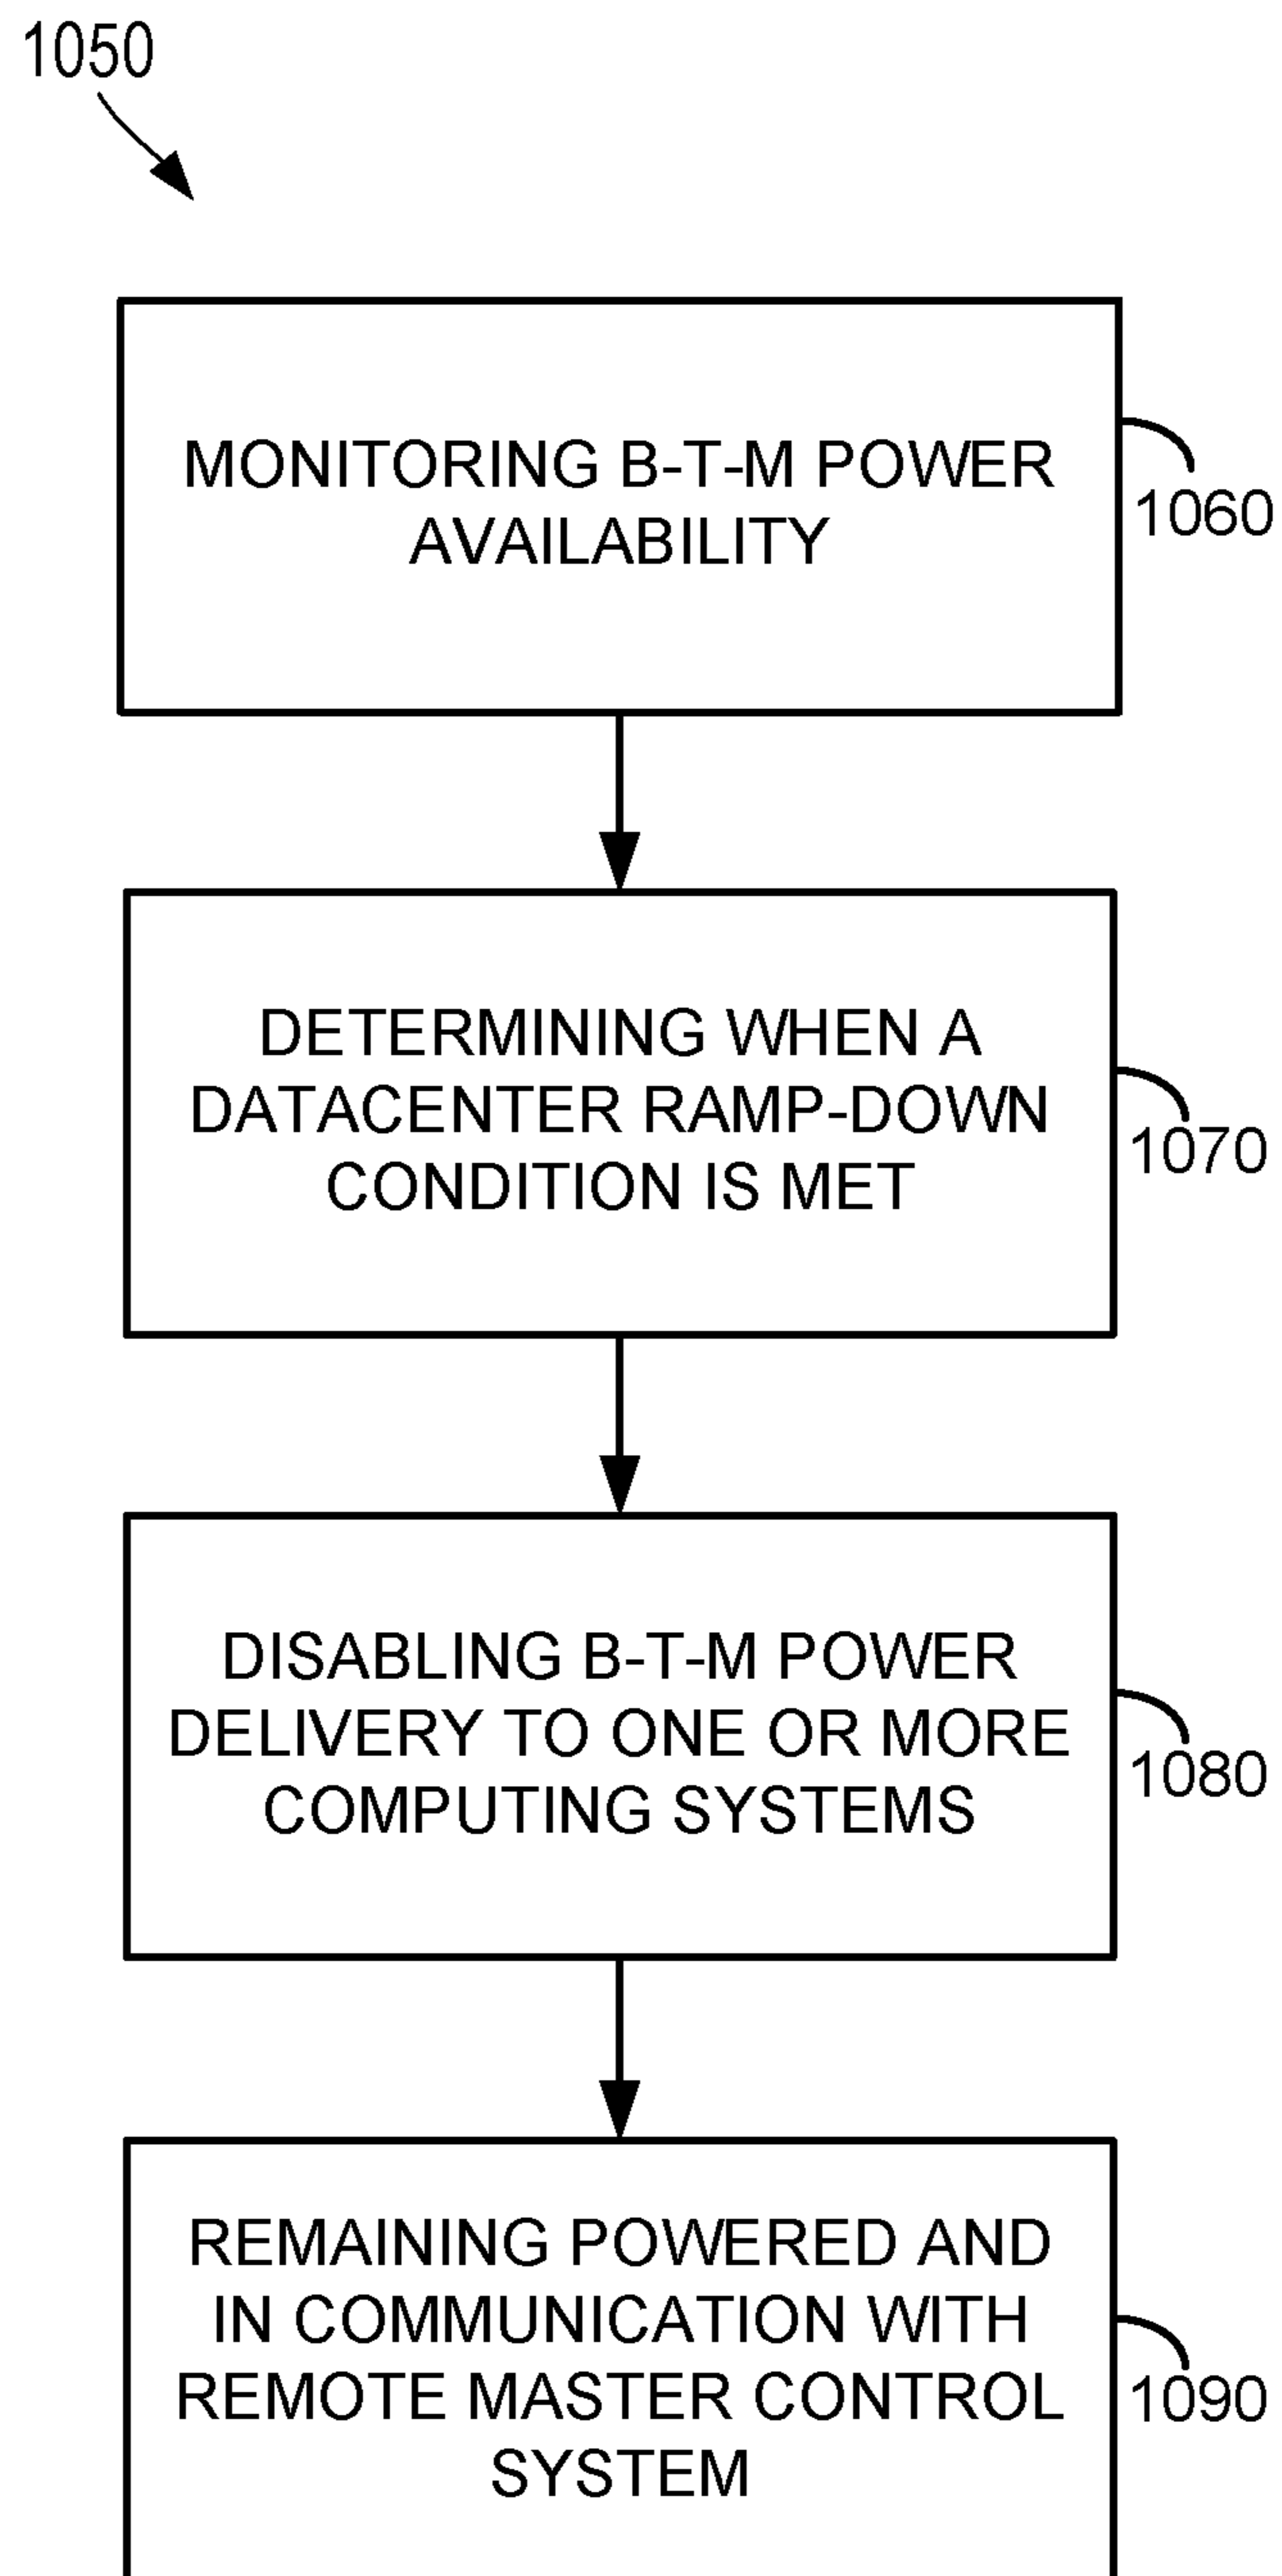 1050
MONITORING B-T-M POWER
AVAILABILITY
1060
DETERMINING WHEN A
DATACENTER RAMP-DOWN
CONDITION IS MET
1070
DISABLING B-T-M POWER
DELIVERY TO ONE OR MORE
COMPUTING SYSTEMS
1080
REMAINING POWERED AND
IN COMMUNICATION WITH
REMOTE MASTER CONTROL
SYSTEM
1090